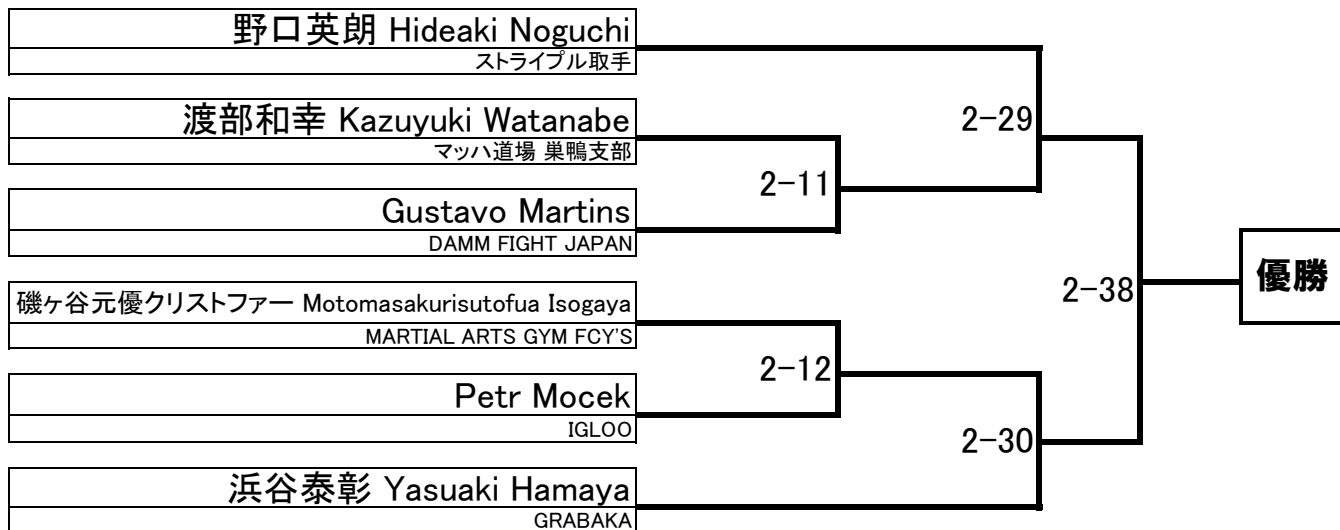 野口英朗 Hideaki Noguchi
ストライプル取手
渡部和幸 Kazuyuki Watanabe
マッハ道場 巣鴨支部
Gustavo Martins
DAMM FIGHT JAPAN
磯ヶ谷元優クリストファー Motomasakurisutofua Isogaya
MARTIAL ARTS GYM FCY'S
Petr Mocek
IGLOO
浜谷泰彰 Yasuaki Hamaya
GRABAKA
2-11
2-12
2-29
2-30
2-38
優勝